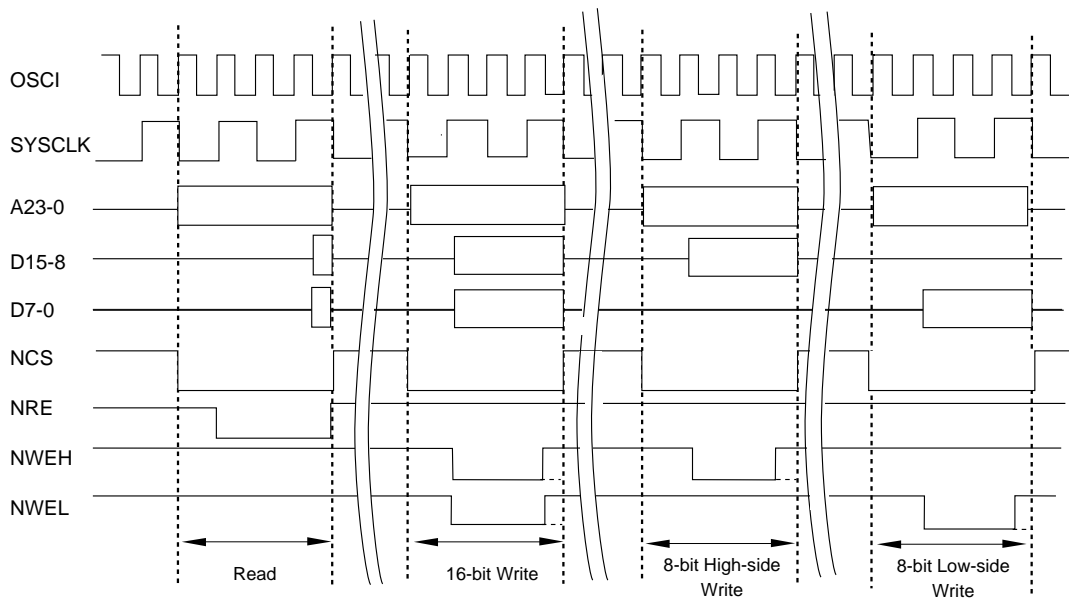 OSCI
SYSCLK
A23-0
D15-8
D7-0
NCS
NRE
NWEH
NWEL
Read
16-bit Write
8-bit High-side
Write
8-bit Low-side
Write